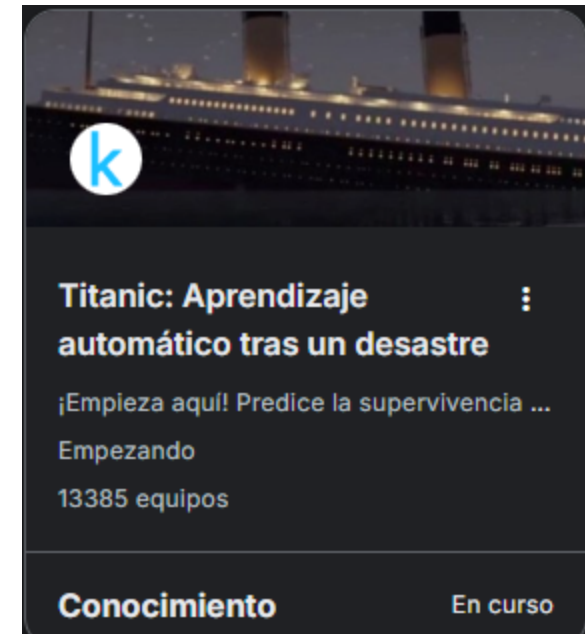 k
Titanic: Aprendizaje
automático tras un desastre
¡Empieza aquí! Predice la supervivencia ...
Empezando
13385 equipos
Conocimiento En curso